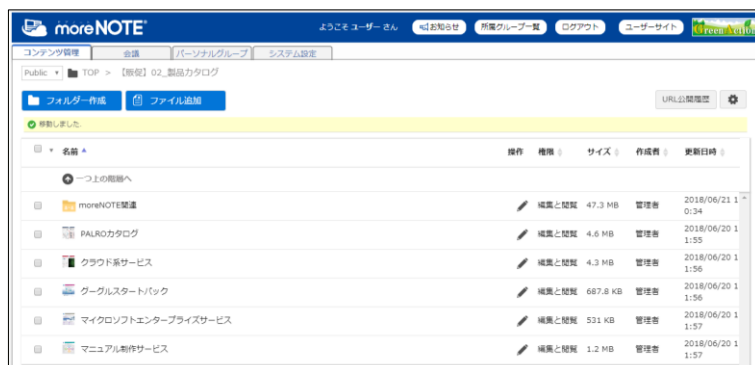 moreNOTE®
ようこそ ユーザー さん お知らせ 所属グループ一覧 ログアウト ユーザーサイト Green Action
コンテンツ管理 会議 パーソナルグループ システム設定
Public TOP > 【販促】02_製品カタログ
フォルダー作成 ファイル追加 URL公開履歴
移動しました。
名前 操作 権限 サイズ 作成者 更新日時
一つ上の階層へ
moreNOTE関連 編集と閲覧 47.3 MB 管理者 2018/06/21 1
0:34
PALROカタログ 編集と閲覧 4.6 MB 管理者 2018/06/20 1
1:55
クラウド系サービス 編集と閲覧 4.3 MB 管理者 2018/06/20 1
1:56
グーグルスタートパック 編集と閲覧 687.8 KB 管理者 2018/06/20 1
1:56
マイクロソフトエンタープライズサービス 編集と閲覧 531 KB 管理者 2018/06/20 1
1:57
マニュアル制作サービス 編集と閲覧 1.2 MB 管理者 2018/06/20 1
1:57